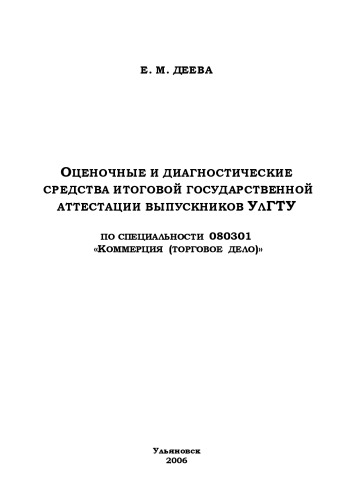 Е. М. ДЕЕВА
Оценочные и диагностические
средства итоговой государственной
аттестации выпускников УлГТУ
по специальности 080301
«Коммерция (торговое дело)»
Ульяновск
2006